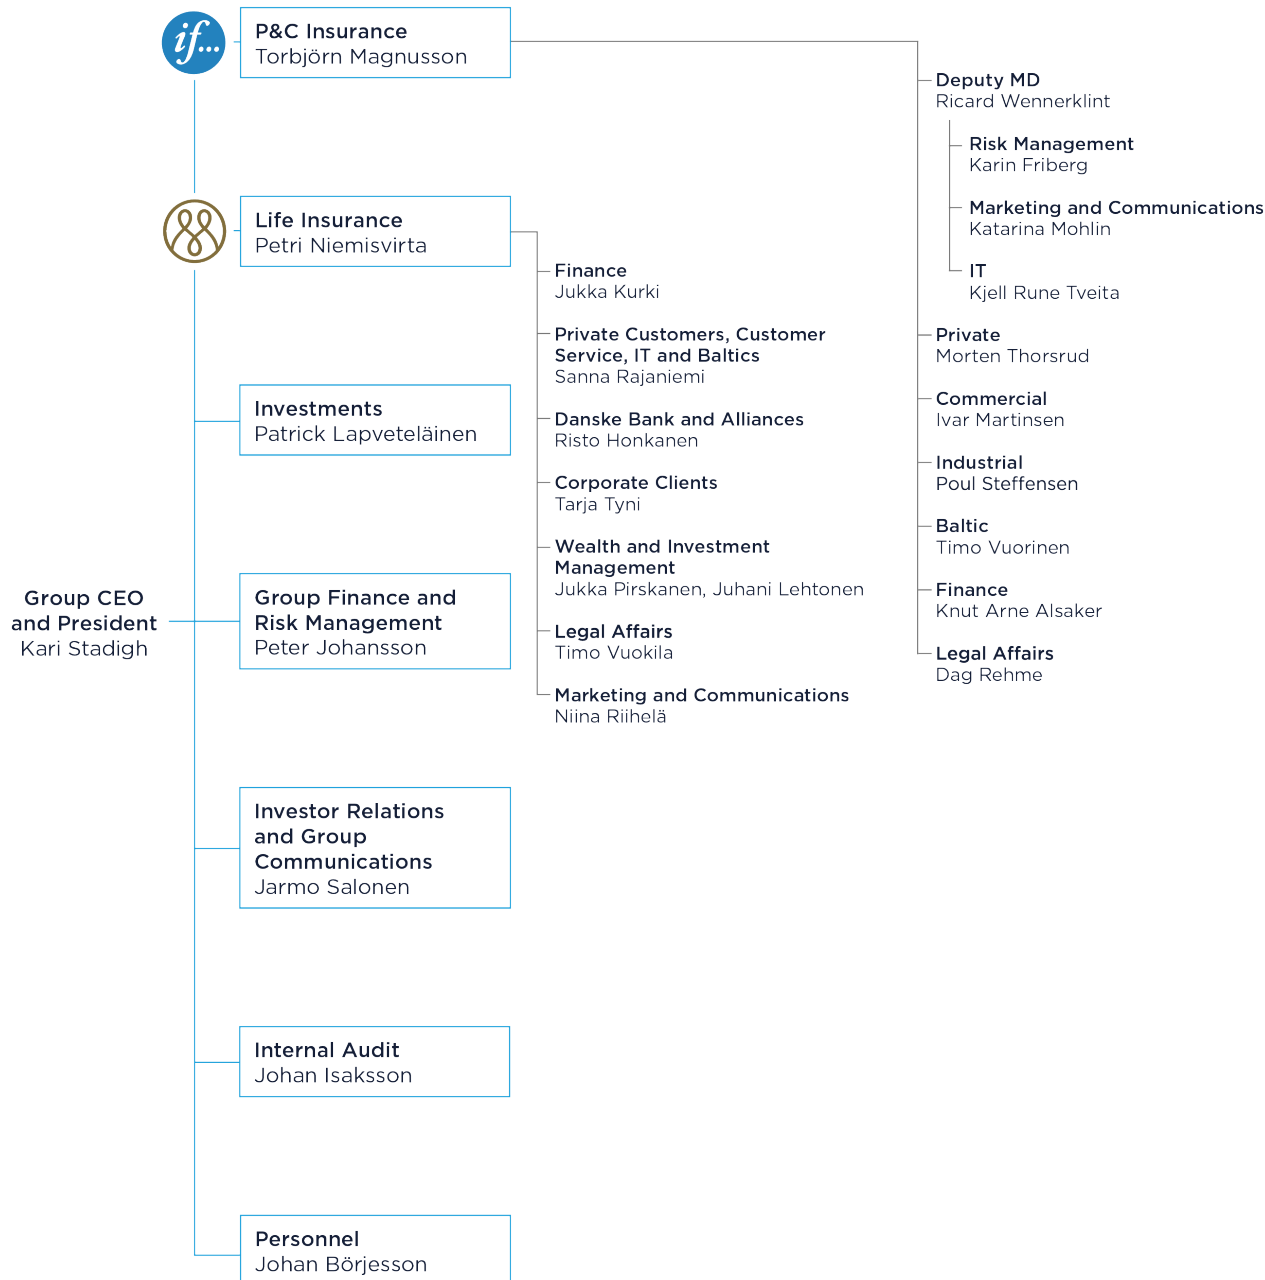 if...
P&C Insurance
Torbjörn Magnusson
Life Insurance
Petri Niemisvirta
Investments
Patrick Lapveteläinen
Group CEO
and President
Kari Stadigh
Group Finance and
Risk Management
Peter Johansson
Investor Relations
and Group
Communications
Jarmo Salonen
Internal Audit
Johan Isaksson
Personnel
Johan Börjesson
Finance
Jukka Kurki
Private Customers, Customer
Service, IT and Baltics
Sanna Rajaniemi
Danske Bank and Alliances
Risto Honkanen
Corporate Clients
Tarja Tyni
Wealth and Investment
Management
Jukka Pirskanen, Juhani Lehtonen
Legal Affairs
Timo Vuokila
Marketing and Communications
Niina Riihelä
Deputy MD
Ricard Wennerklint
Risk Management
Karin Friberg
Marketing and Communications
Katarina Mohlin
IT
Kjell Rune Tveita
Private
Morten Thorsrud
Commercial
Ivar Martinsen
Industrial
Poul Steffensen
Baltic
Timo Vuorinen
Finance
Knut Arne Alsaker
Legal Affairs
Dag Rehme